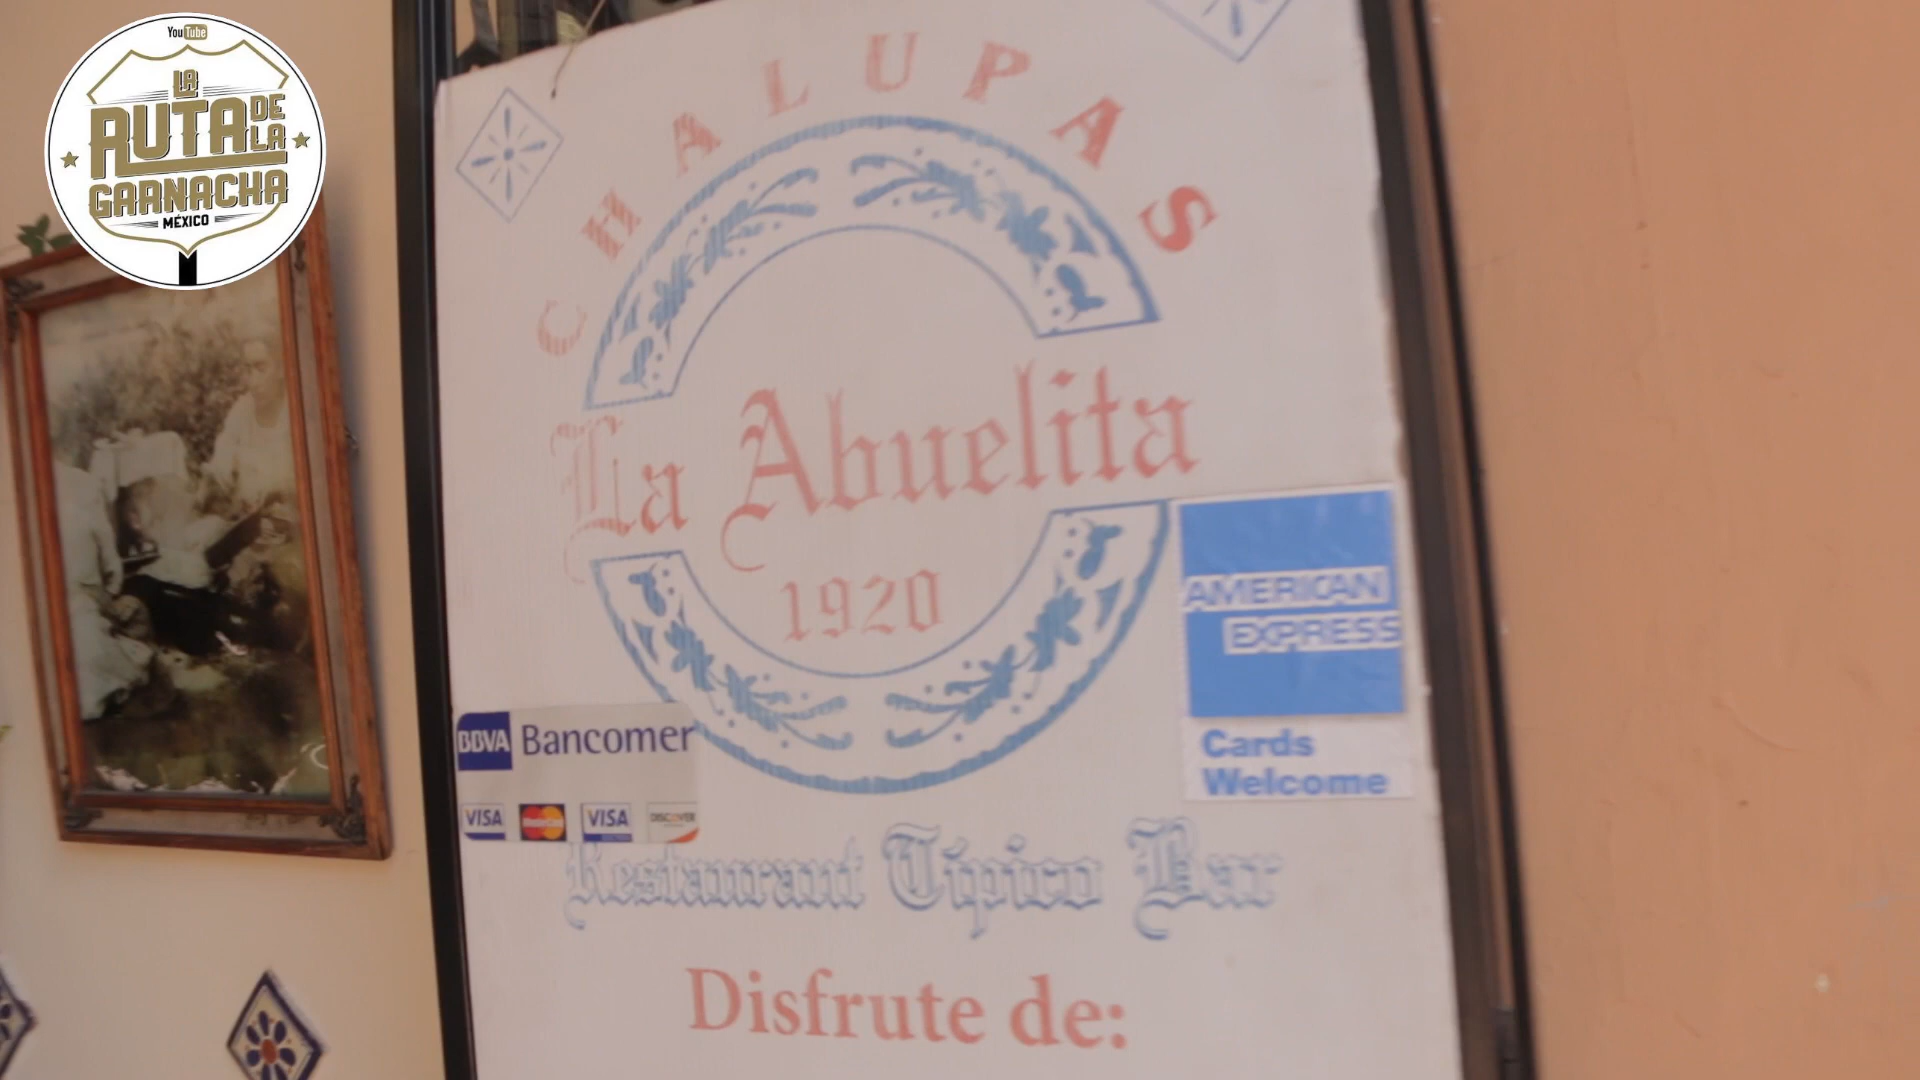 YouTube
LA
RUTA DE
LA
GARNACHA
MÉXICO
CHALUPAS
La Abuelita
1920
AMERICAN
EXPRESS
Cards
Welcome
BBVA Bancomer
VISA MasterCard VISA DISCOVER
Restaurant Típico Bar
Disfrute de: